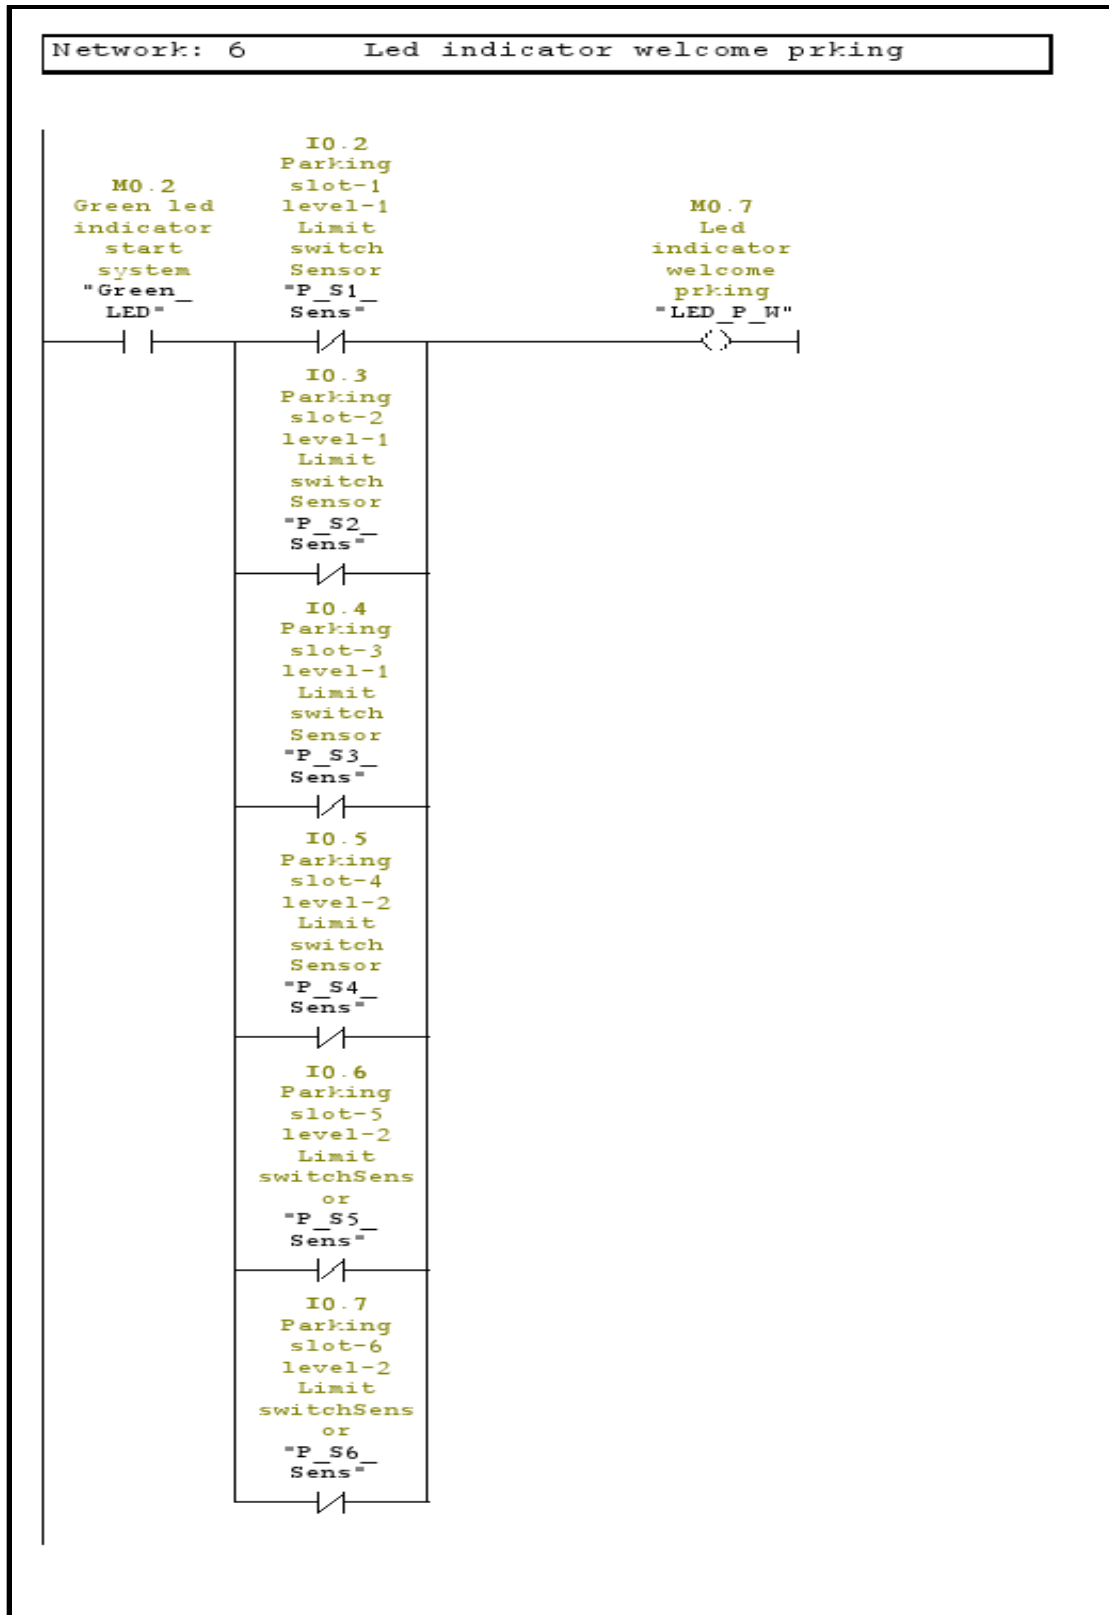 Network: 6 Led indicator welcome prking
M0.2
Green led
indicator
start
system
"Green_
LED"
I0.2
Parking
slot-1
level-1
Limit
switch
Sensor
"P_S1_
Sens"
M0.7
Led
indicator
welcome
prking
"LED_P_W"
I0.3
Parking
slot-2
level-1
Limit
switch
Sensor
"P_S2_
Sens"
I0.4
Parking
slot-3
level-1
Limit
switch
Sensor
"P_S3_
Sens"
I0.5
Parking
slot-4
level-2
Limit
switch
Sensor
"P_S4_
Sens"
I0.6
Parking
slot-5
level-2
Limit
switchSens
or
"P_S5_
Sens"
I0.7
Parking
slot-6
level-2
Limit
switchSens
or
"P_S6_
Sens"